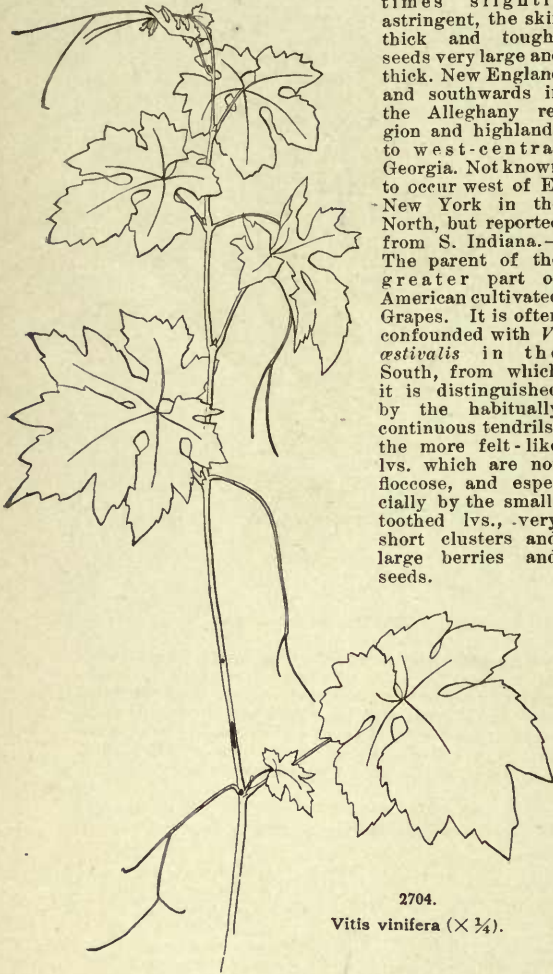 times slightl
astringent, the skin
thick and tough,
seeds very large and
thick. New England
and southwards in
the Alleghany re
gion and highland
to west-centra
Georgia. Not known
to occur west of E
New York in the
North, but reported
from S. Indiana.—
The parent of the
greater part o
American cultivated
Grapes. It is often
confounded with V
æstivalis in the
South, from which
it is distinguished
by the habitually
continuous tendrils,
the more felt-like
lvs. which are no
floccose, and espe
cially by the small-
toothed lvs., very
short clusters and
large berries and
seeds.
2704.
Vitis vinifera (× ¼).